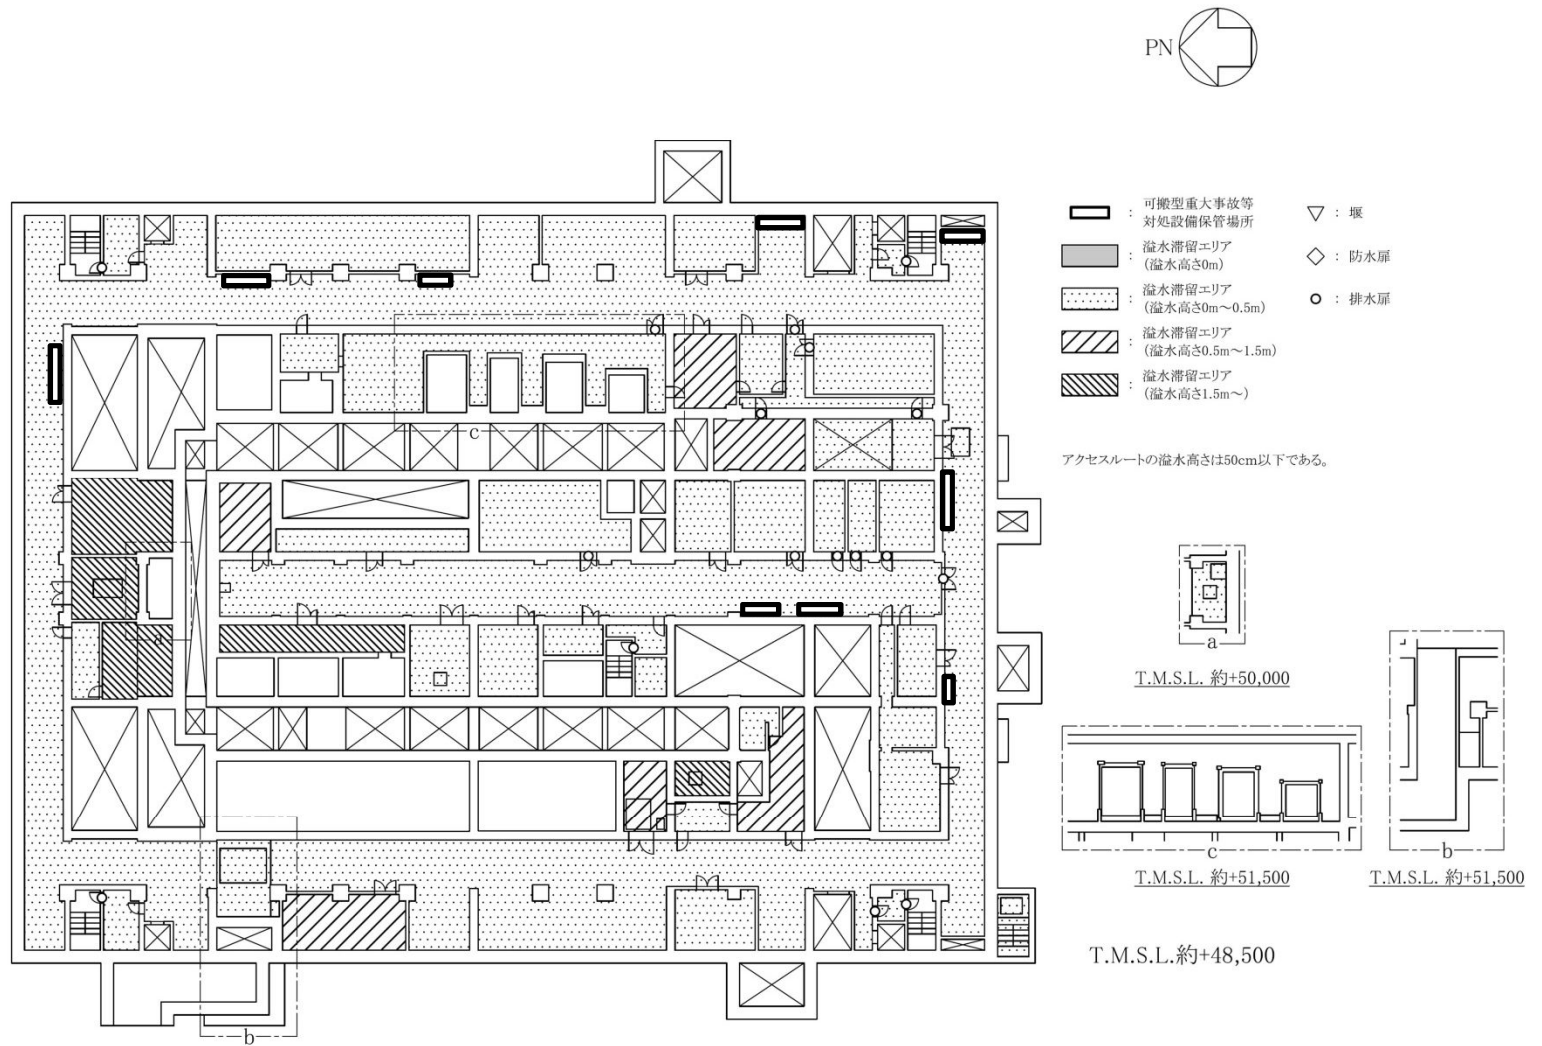 PN
： 可搬型重大事故等
対処設備保管場所
： 溢水滞留エリア
（溢水高さ0m）
： 溢水滞留エリア
（溢水高さ0m～0.5m）
： 溢水滞留エリア
（溢水高さ0.5m～1.5m）
： 溢水滞留エリア
（溢水高さ1.5m～）
： 堰
： 防水扉
： 排水扉
アクセスルートの溢水高さは50cm以下である。
c
a
b
a
T.M.S.L. 約+50,000
c
T.M.S.L. 約+51,500
b
T.M.S.L. 約+51,500
T.M.S.L.約+48,500